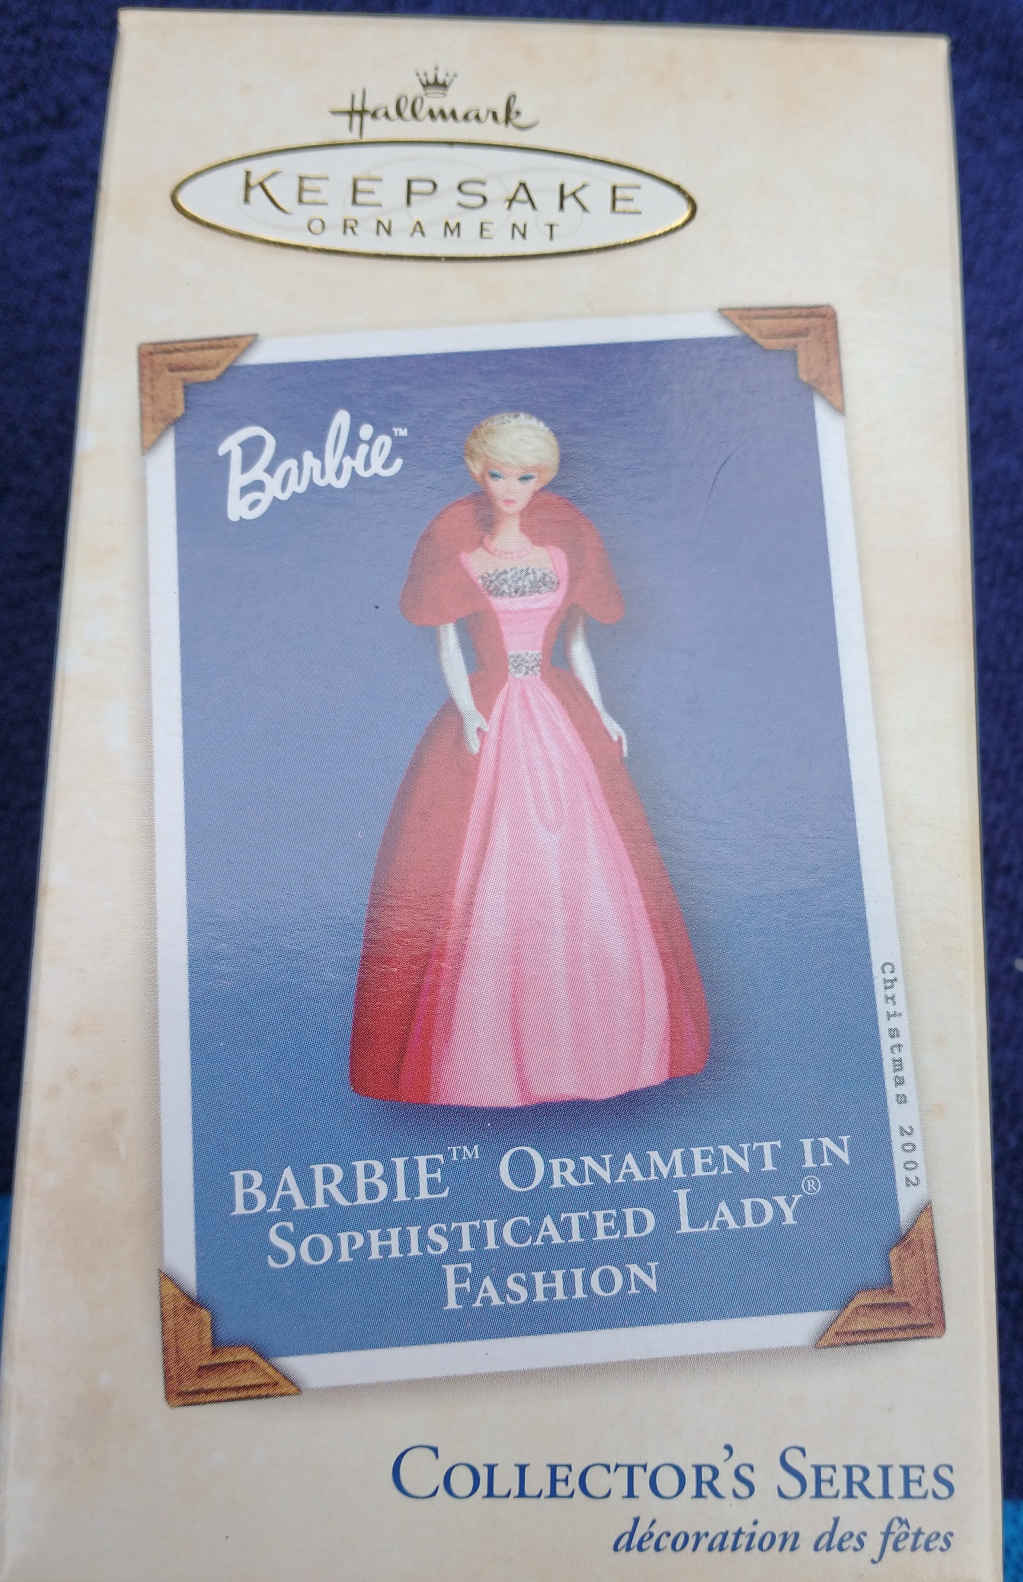 Hallmark
KEEPSAKE
ORNAMENT
Barbie™
Christmas 2002
BARBIE™ ORNAMENT IN
SOPHISTICATED LADY®
FASHION
COLLECTOR'S SERIES
décoration des fêtes